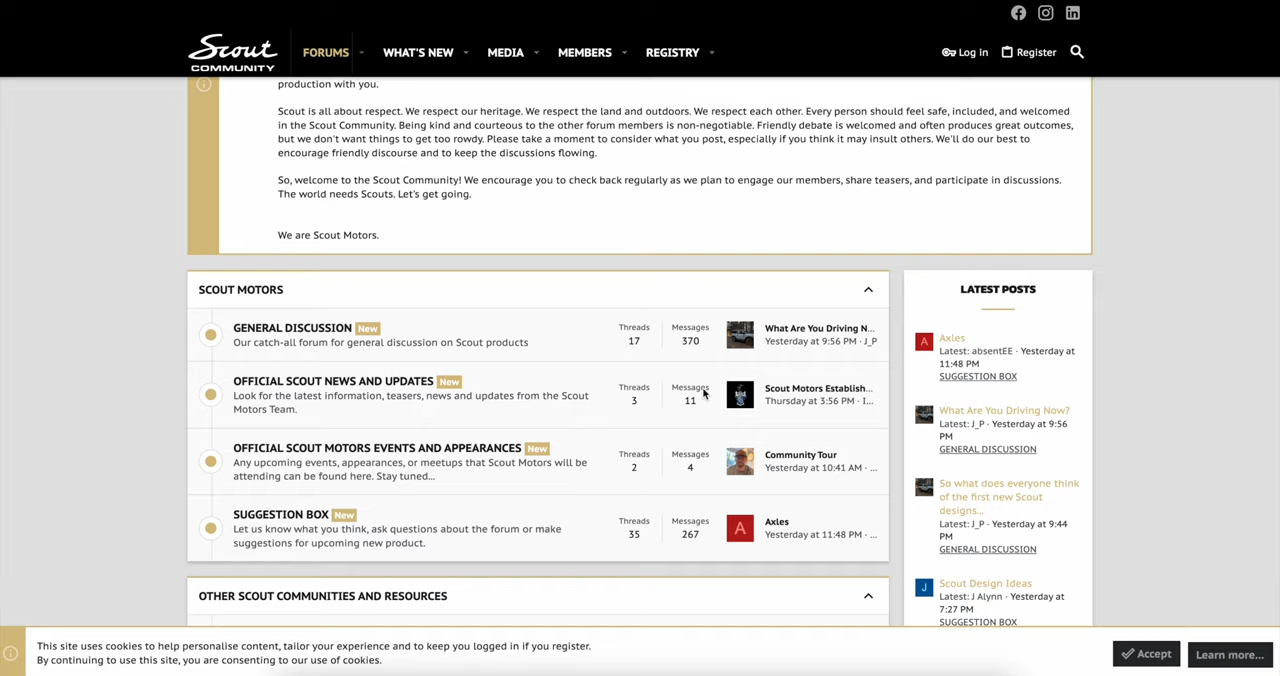 Scout
COMMUNITY
FORUMS
WHAT'S NEW
MEDIA
MEMBERS
REGISTRY
Log in
Register
production with you.
Scout is all about respect. We respect our heritage. We respect the land and outdoors. We respect each other. Every person should feel safe, included, and welcomed
in the Scout Community. Being kind and courteous to the other forum members is non-negotiable. Friendly debate is welcomed and often produces great outcomes,
but we don't want things to get too rowdy. Please take a moment to consider what you post, especially if you think it may insult others. We'll do our best to
encourage friendly discourse and to keep the discussions flowing.
So, welcome to the Scout Community! We encourage you to check back regularly as we plan to engage our members, share teasers, and participate in discussions.
The world needs Scouts. Let's get going.
We are Scout Motors.
SCOUT MOTORS
GENERAL DISCUSSION New
Our catch-all forum for general discussion on Scout products
Threads
17
Messages
370
What Are You Driving N...
Yesterday at 9:56 PM · J_P
OFFICIAL SCOUT NEWS AND UPDATES New
Look for the latest information, teasers, news and updates from the Scout
Motors Team.
Threads
3
Messages
11
Scout Motors Establish...
Thursday at 3:56 PM · I...
OFFICIAL SCOUT MOTORS EVENTS AND APPEARANCES New
Any upcoming events, appearances, or meetups that Scout Motors will be
attending can be found here. Stay tuned...
Threads
2
Messages
4
Community Tour
Yesterday at 10:41 AM · ...
SUGGESTION BOX New
Let us know what you think, ask questions about the forum or make
suggestions for upcoming new product.
Threads
35
Messages
267
A
Axles
Yesterday at 11:48 PM · ...
OTHER SCOUT COMMUNITIES AND RESOURCES
LATEST POSTS
A
Axles
Latest: absentEE · Yesterday at
11:48 PM
SUGGESTION BOX
What Are You Driving Now?
Latest: J_P · Yesterday at 9:56
PM
GENERAL DISCUSSION
So what does everyone think
of the first new Scout
designs...
Latest: J_P · Yesterday at 9:44
PM
GENERAL DISCUSSION
J
Scout Design Ideas
Latest: J Alynn · Yesterday at
7:27 PM
SUGGESTION BOX
This site uses cookies to help personalise content, tailor your experience and to keep you logged in if you register.
By continuing to use this site, you are consenting to our use of cookies.
Accept
Learn more...